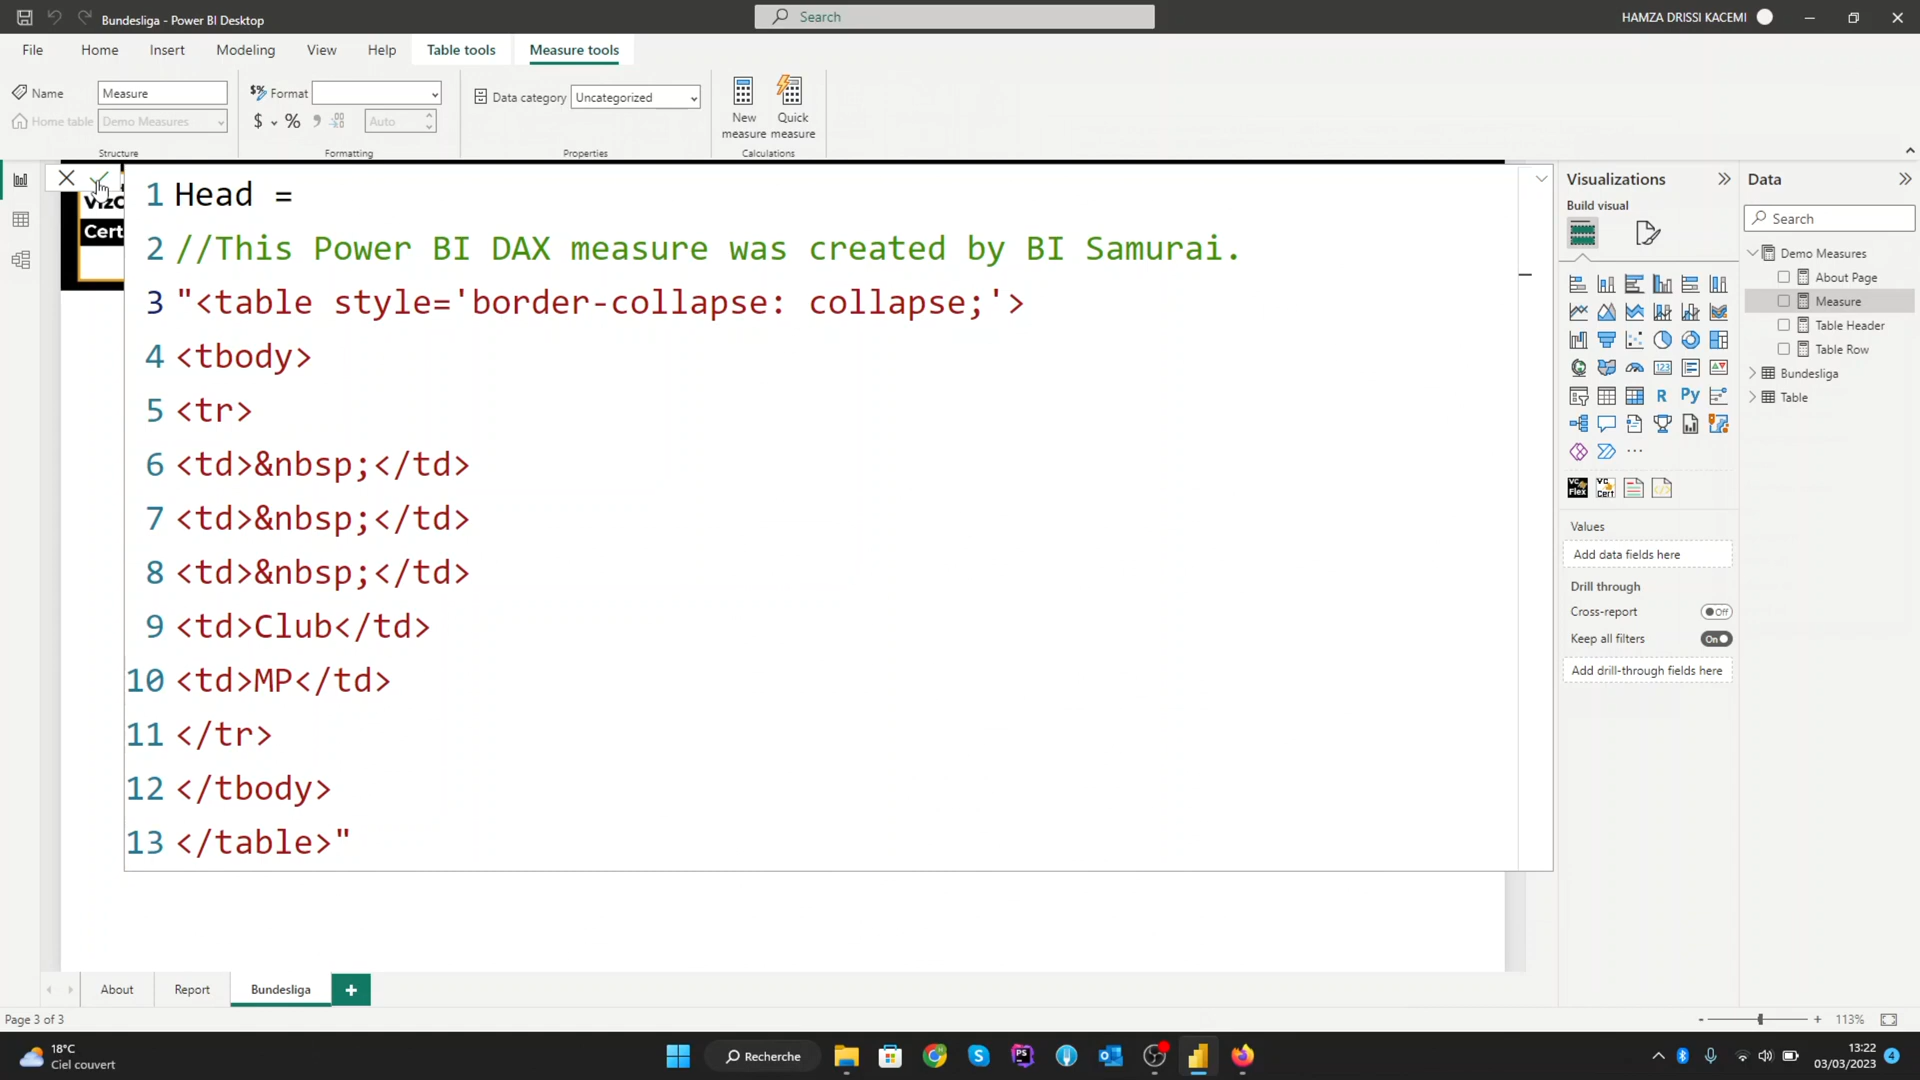 Bundesliga - Power BI Desktop
Search
HAMZA DRISSI KACEMI
File Home Insert Modeling View Help Table tools Measure tools
Name Measure
Home table Demo Measures
Structure
Format
$ % Auto
Formatting
Data category Uncategorized
Properties
New measure
Quick measure
Calculations
Cert
1 Head =
2 //This Power BI DAX measure was created by BI Samurai.
3 "<table style='border-collapse: collapse;'>
4 <tbody>
5 <tr>
6 <td>&nbsp;</td>
7 <td>&nbsp;</td>
8 <td>&nbsp;</td>
9 <td>Club</td>
10 <td>MP</td>
11 </tr>
12 </tbody>
13 </table>"
Visualizations
Build visual
R Py
123
VC Flex
VC Cert
Values
Add data fields here
Drill through
Cross-report Off
Keep all filters On
Add drill-through fields here
Data
Search
Demo Measures
About Page
Measure
Table Header
Table Row
Bundesliga
Table
About Report Bundesliga +
Page 3 of 3
- + 113%
18°C
Ciel couvert
Recherche
PS
13:22
03/03/2023
4